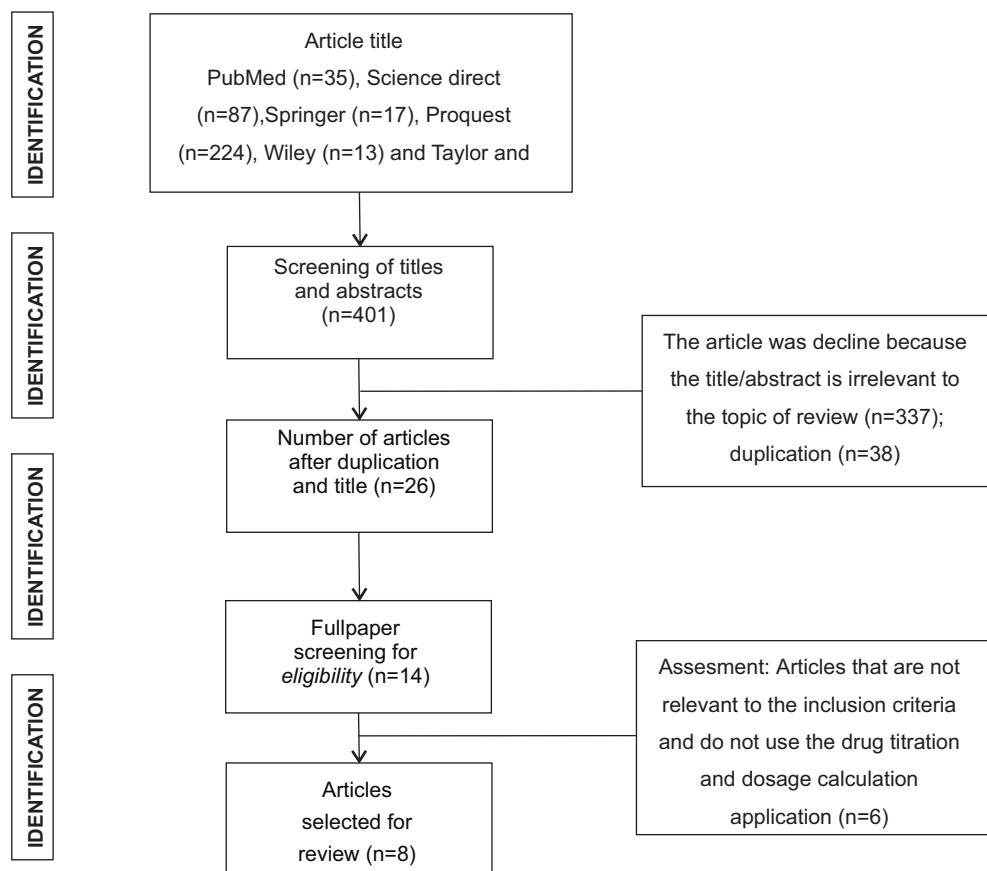 IDENTIFICATION
Article title
PubMed (n=35), Science direct
(n=87),Springer (n=17), Proquest
(n=224), Wiley (n=13) and Taylor and
IDENTIFICATION
Screening of titles
and abstracts
(n=401)
The article was decline because
the title/abstract is irrelevant to
the topic of review (n=337);
duplication (n=38)
Number of articles
after duplication
and title (n=26)
IDENTIFICATION
Fullpaper
screening for
eligibility (n=14)
Assesment: Articles that are not
relevant to the inclusion criteria
and do not use the drug titration
and dosage calculation
application (n=6)
IDENTIFICATION
Articles
selected for
review (n=8)